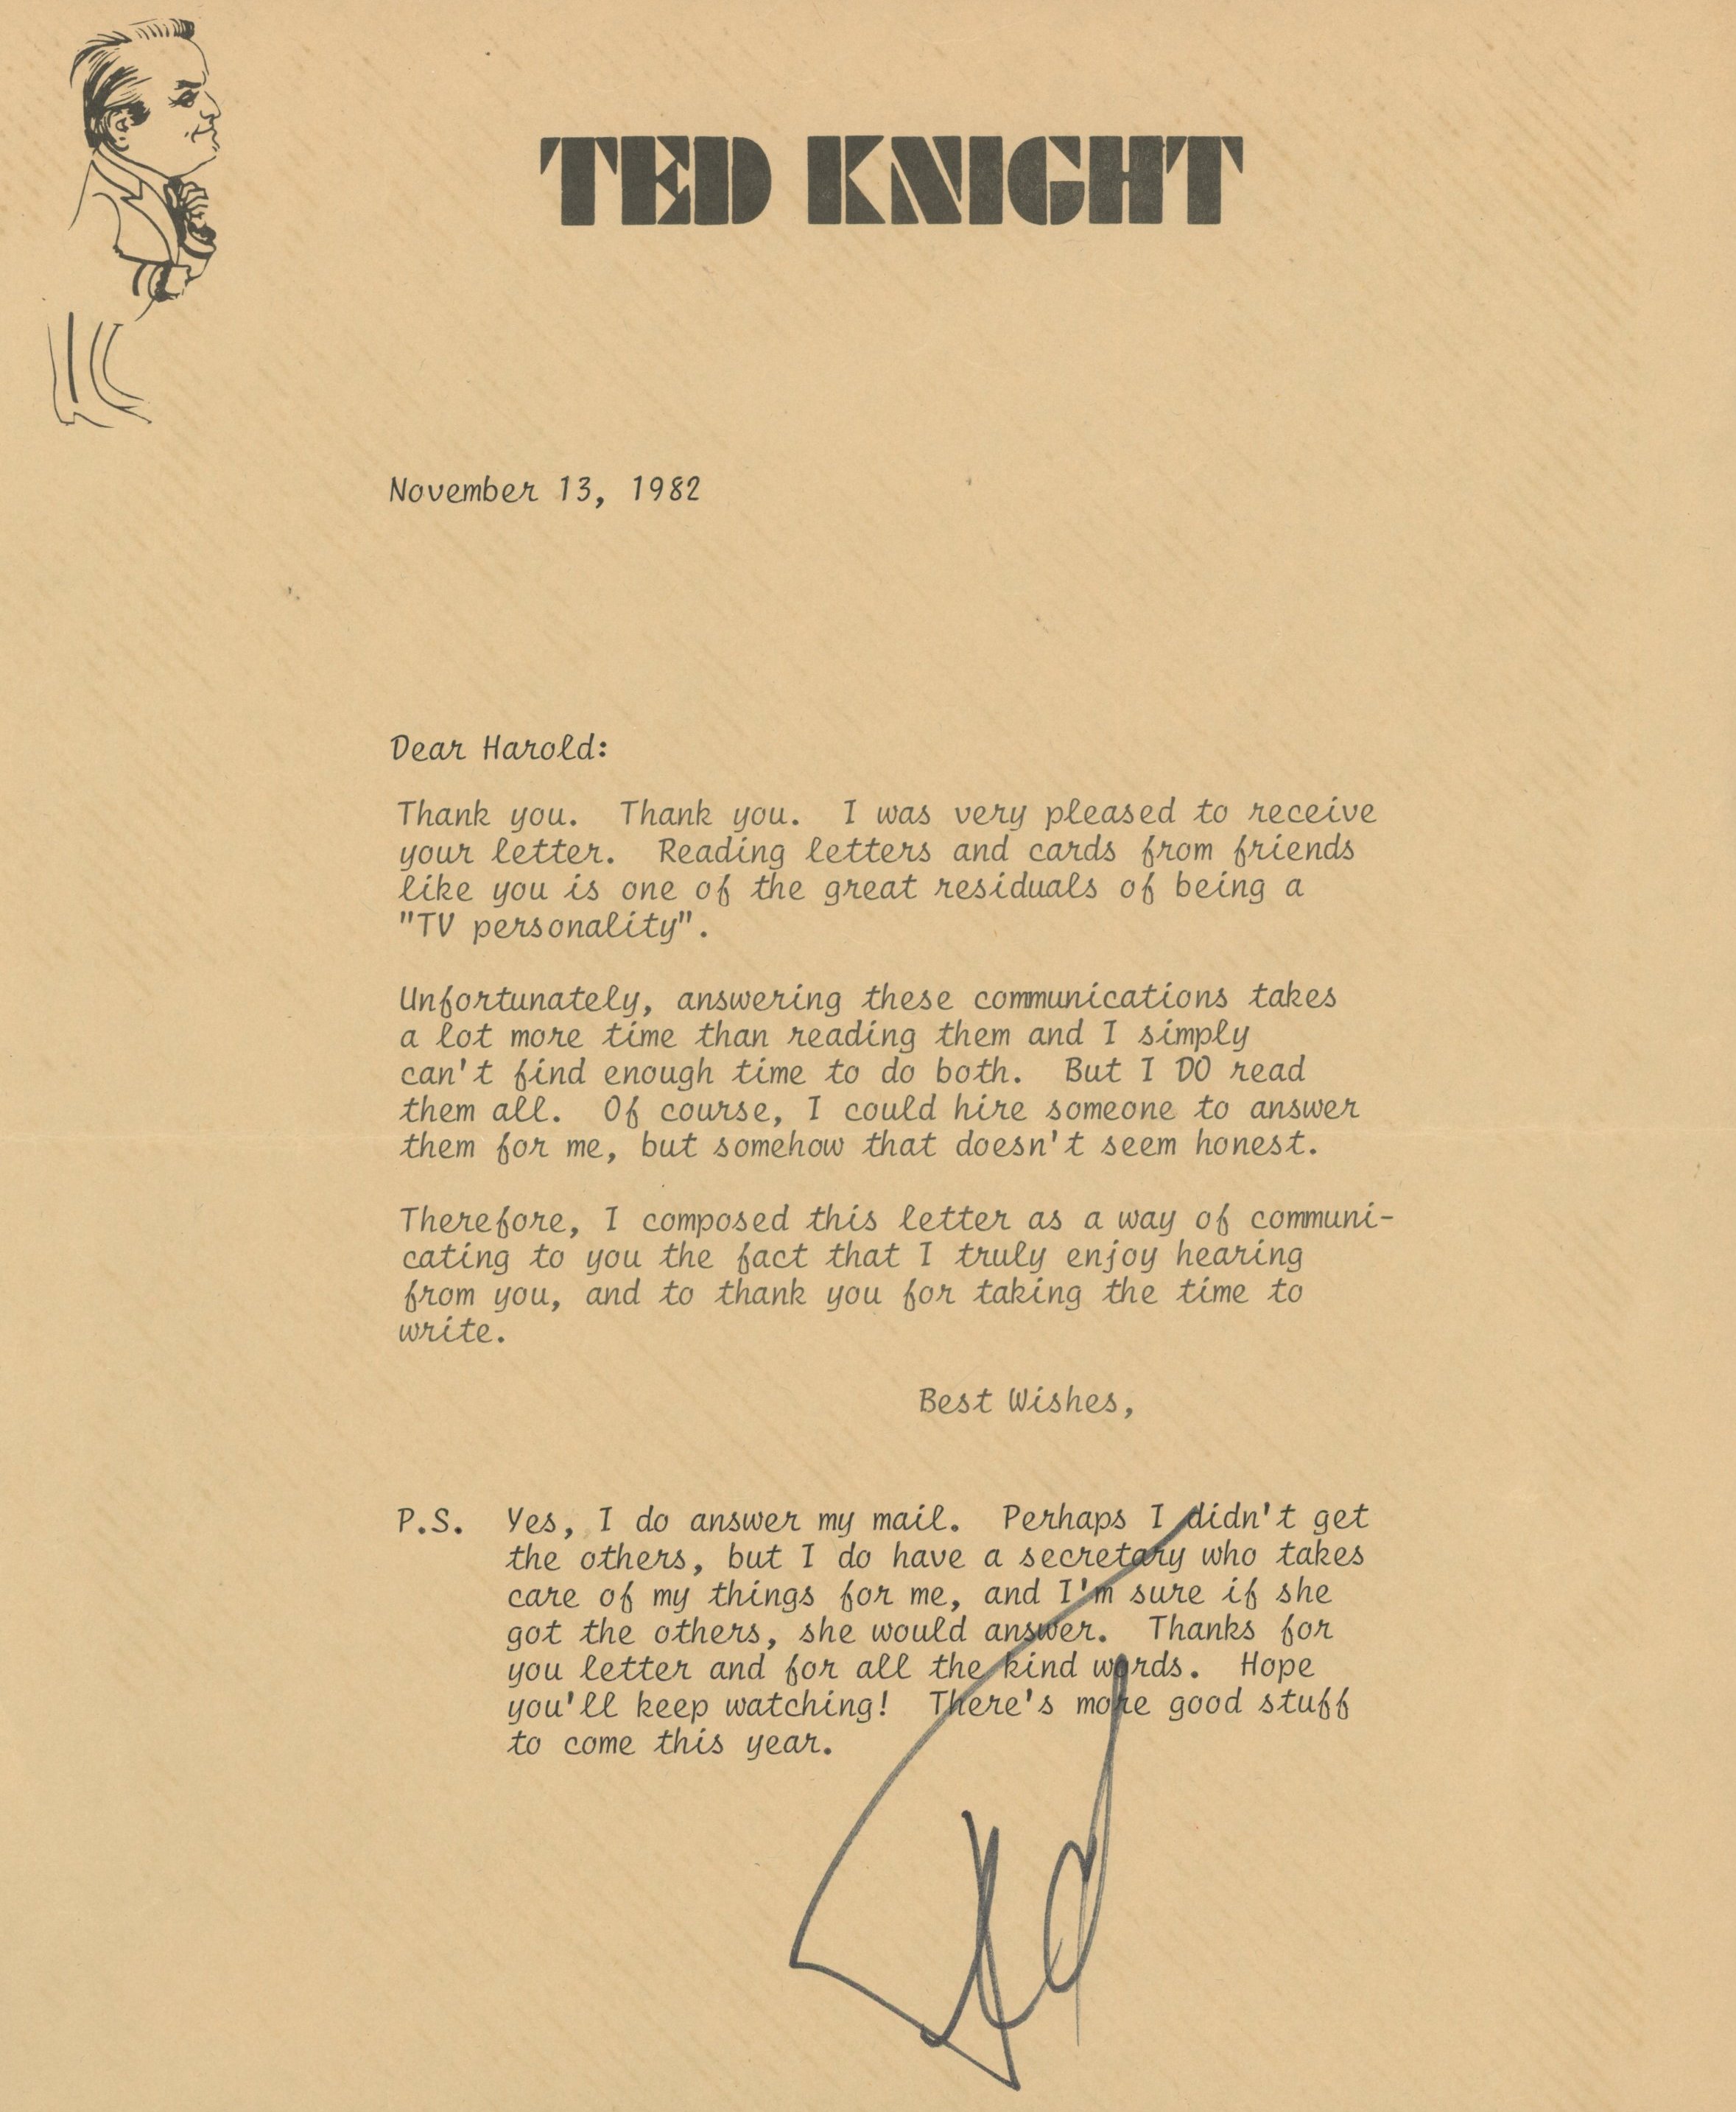 TED KNIGHT
November 13, 1982
Dear Harold:
Thank you.  Thank you.  I was very pleased to receive
your letter.  Reading letters and cards from friends
like you is one of the great residuals of being a
"TV personality".
Unfortunately, answering these communications takes
a lot more time than reading them and I simply
can't find enough time to do both.  But I DO read
them all.  Of course, I could hire someone to answer
them for me, but somehow that doesn't seem honest.
Therefore, I composed this letter as a way of communi-
cating to you the fact that I truly enjoy hearing
from you, and to thank you for taking the time to
write.
Best Wishes,
P.S.  Yes, I do answer my mail.  Perhaps I didn't get
the others, but I do have a secretary who takes
care of my things for me, and I'm sure if she
got the others, she would answer.  Thanks for
you letter and for all the kind words.  Hope
you'll keep watching!  There's more good stuff
to come this year.
Ted